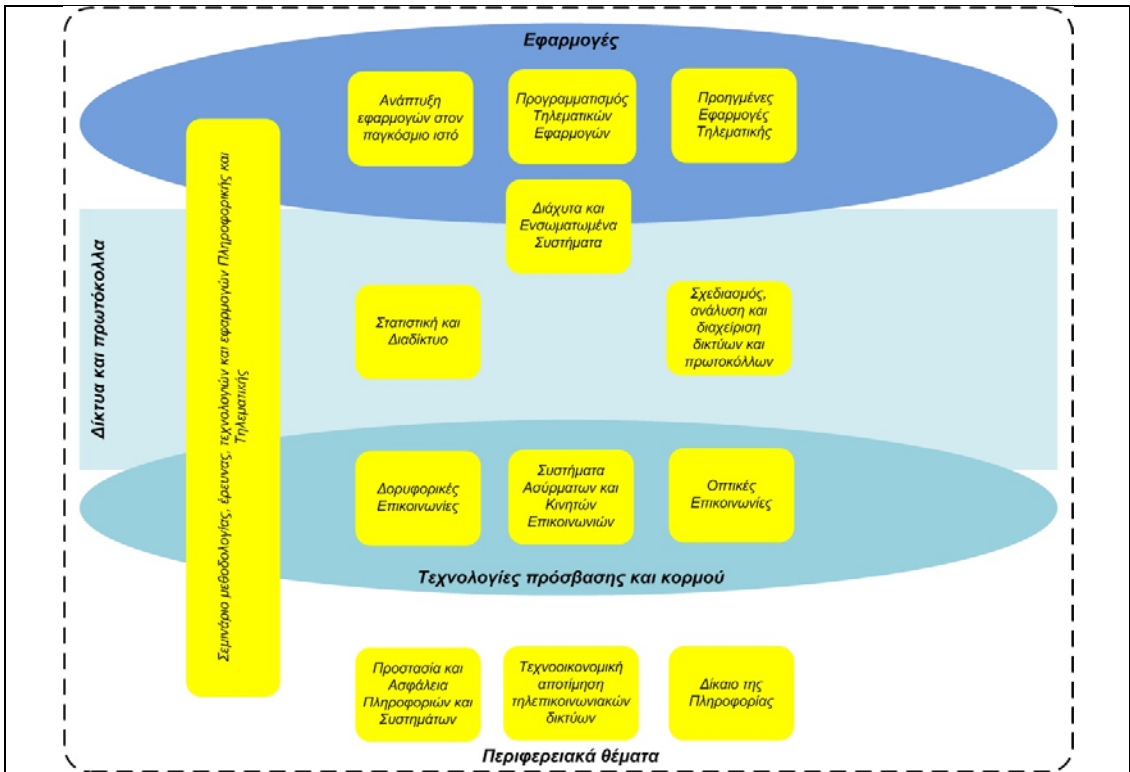 Εφαρμογές
Ανάπτυξη
εφαρμογών στον
παγκόσμιο ιστό
Προγραμματισμός
Τηλεματικών
Εφαρμογών
Προηγμένες
Εφαρμογές
Τηλεματικής
Διάχυτα και
Ενσωματωμένα
Συστήματα
Δίκτυα και πρωτόκολλα
Σεμινάριο μεθοδολογίας, έρευνας, τεχνολογιών και εφαρμογών Πληροφορικής και
Τηλεματικής
Στατιστική και
Διαδίκτυο
Σχεδιασμός,
ανάλυση και
διαχείριση
δικτύων και
πρωτοκόλλων
Δορυφορικές
Επικοινωνίες
Συστήματα
Ασύρματων και
Κινητών
Επικοινωνιών
Οπτικές
Επικοινωνίες
Τεχνολογίες πρόσβασης και κορμού
Προστασία και
Ασφάλεια
Πληροφοριών και
Συστημάτων
Τεχνοοικονομική
αποτίμηση
τηλεπικοινωνιακών
δικτύων
Δίκαιο της
Πληροφορίας
Περιφερειακά θέματα